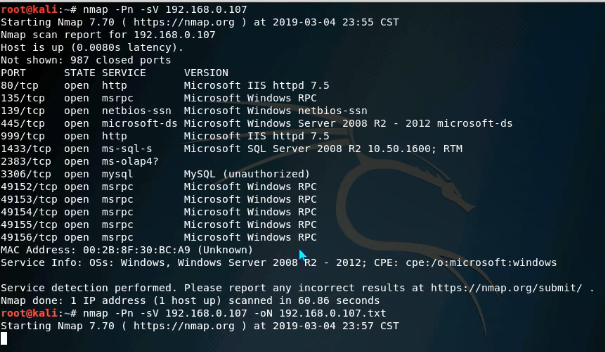 root@kali:~# nmap -Pn -sV 192.168.0.107
Starting Nmap 7.70 ( https://nmap.org ) at 2019-03-04 23:55 CST
Nmap scan report for 192.168.0.107
Host is up (0.0080s latency).
Not shown: 987 closed ports
PORT      STATE SERVICE      VERSION
80/tcp    open  http         Microsoft IIS httpd 7.5
135/tcp   open  msrpc        Microsoft Windows RPC
139/tcp   open  netbios-ssn  Microsoft Windows netbios-ssn
445/tcp   open  microsoft-ds Microsoft Windows Server 2008 R2 - 2012 microsoft-ds
999/tcp   open  http         Microsoft IIS httpd 7.5
1433/tcp  open  ms-sql-s     Microsoft SQL Server 2008 R2 10.50.1600; RTM
2383/tcp  open  ms-olap4?
3306/tcp  open  mysql        MySQL (unauthorized)
49152/tcp open  msrpc        Microsoft Windows RPC
49153/tcp open  msrpc        Microsoft Windows RPC
49154/tcp open  msrpc        Microsoft Windows RPC
49155/tcp open  msrpc        Microsoft Windows RPC
49156/tcp open  msrpc        Microsoft Windows RPC
MAC Address: 00:2B:8F:30:BC:A9 (Unknown)
Service Info: OSs: Windows, Windows Server 2008 R2 - 2012; CPE: cpe:/o:microsoft:windows
Service detection performed. Please report any incorrect results at https://nmap.org/submit/ .
Nmap done: 1 IP address (1 host up) scanned in 60.86 seconds
root@kali:~# nmap -Pn -sV 192.168.0.107 -oN 192.168.0.107.txt
Starting Nmap 7.70 ( https://nmap.org ) at 2019-03-04 23:57 CST